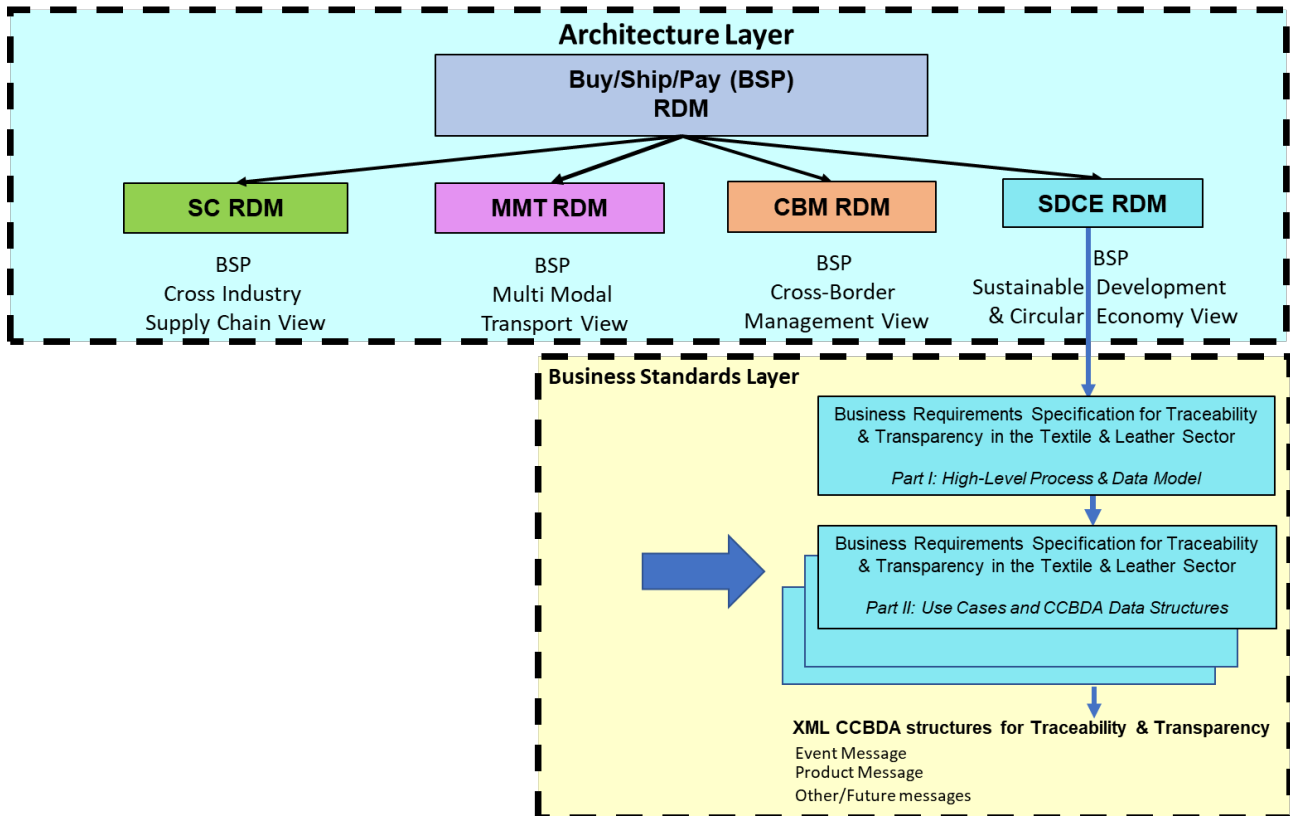 Architecture Layer
Buy/Ship/Pay (BSP)
RDM
SC RDM
MMT RDM
CBM RDM
SDCE RDM
BSP
Cross Industry
Supply Chain View
BSP
Multi Modal
Transport View
BSP
Cross-Border
Management View
BSP
Sustainable Development
& Circular Economy View
Business Standards Layer
Business Requirements Specification for Traceability
& Transparency in the Textile & Leather Sector
Part I: High-Level Process & Data Model
Business Requirements Specification for Traceability
& Transparency in the Textile & Leather Sector
Part II: Use Cases and CCBDA Data Structures
XML CCBDA structures for Traceability & Transparency
Event Message
Product Message
Other/Future messages